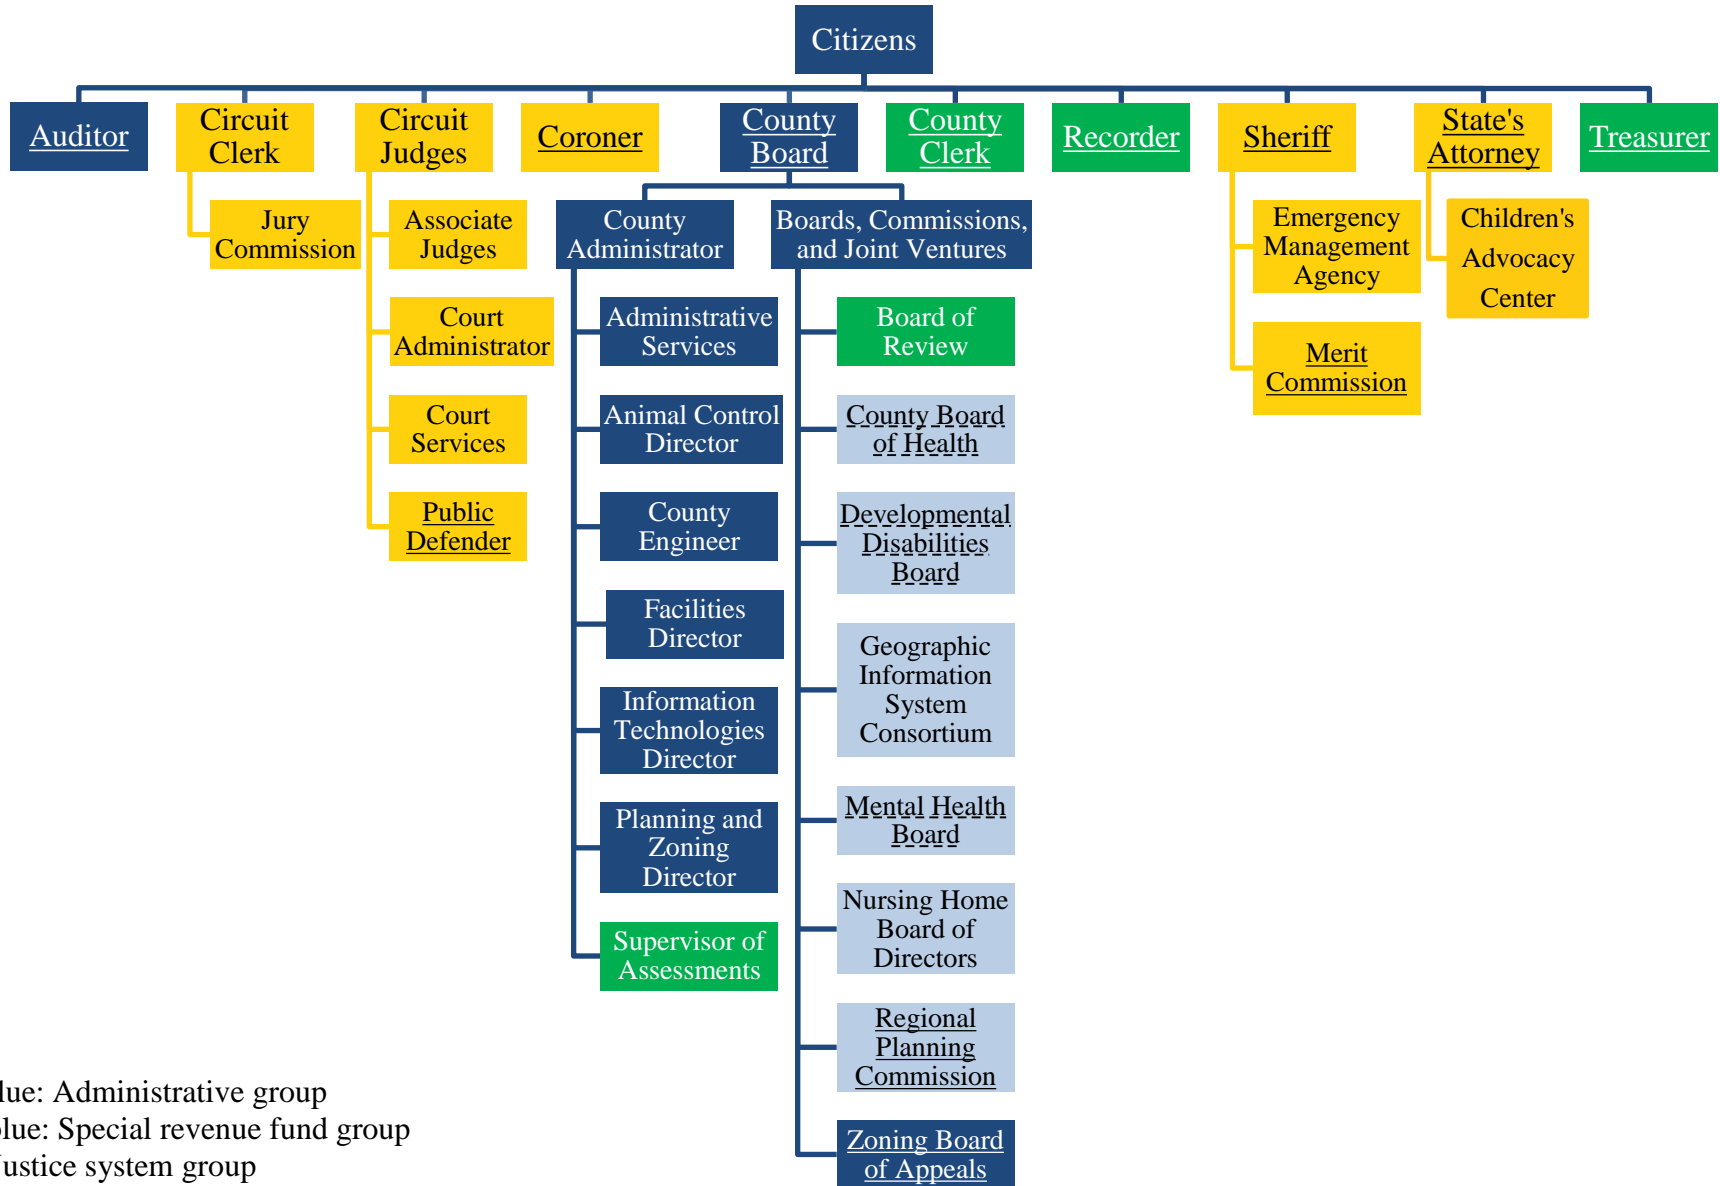 Citizens
Auditor
Circuit
Clerk
Circuit
Judges
Coroner
County
Board
County
Clerk
Recorder
Sheriff
State's
Attorney
Treasurer
Jury
Commission
Associate
Judges
Court
Administrator
Court
Services
Public
Defender
County
Administrator
Administrative
Services
Animal Control
Director
County
Engineer
Facilities
Director
Information
Technologies
Director
Planning and
Zoning
Director
Supervisor of
Assessments
Boards, Commissions,
and Joint Ventures
Board of
Review
County Board
of Health
Developmental
Disabilities
Board
Geographic
Information
System
Consortium
Mental Health
Board
Nursing Home
Board of
Directors
Regional
Planning
Commission
Zoning Board
of Appeals
Emergency
Management
Agency
Merit
Commission
Children's
Advocacy
Center
lue: Administrative group
blue: Special revenue fund group
Justice system group